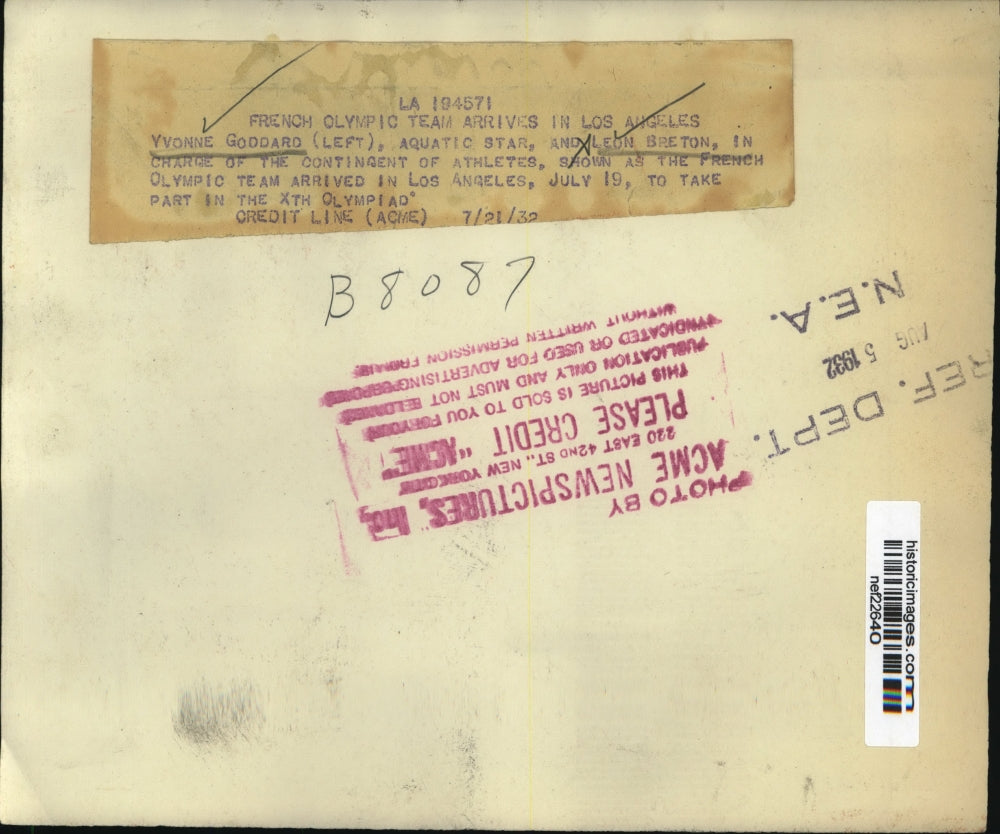 LA 194571
FRENCH OLYMPIC TEAM ARRIVES IN LOS ANGELES
YVONNE GODDARD (LEFT), AQUATIC STAR, AND LEON BRETON, IN
CHARGE OF THE CONTINGENT OF ATHLETES, SHOWN AS THE FRENCH
OLYMPIC TEAM ARRIVED IN LOS ANGELES, JULY 19, TO TAKE
PART IN THE XTH OLYMPIAD
CREDIT LINE (ACME) 7/21/32
B8087
PHOTO BY
ACME NEWSPICTURES, Inc.
220 EAST 42ND ST., NEW YORK CITY
PLEASE CREDIT "ACME"
THIS PICTURE IS SOLD TO YOU FOR YOUR
PUBLICATION ONLY AND MUST NOT BE LOANED
SYNDICATED OR USED FOR ADVERTISING PURPOSES
WITHOUT WRITTEN PERMISSION FROM US
REF. DEPT.
AUG 5 1932
N.E.A.
historicimages.com
nef22640